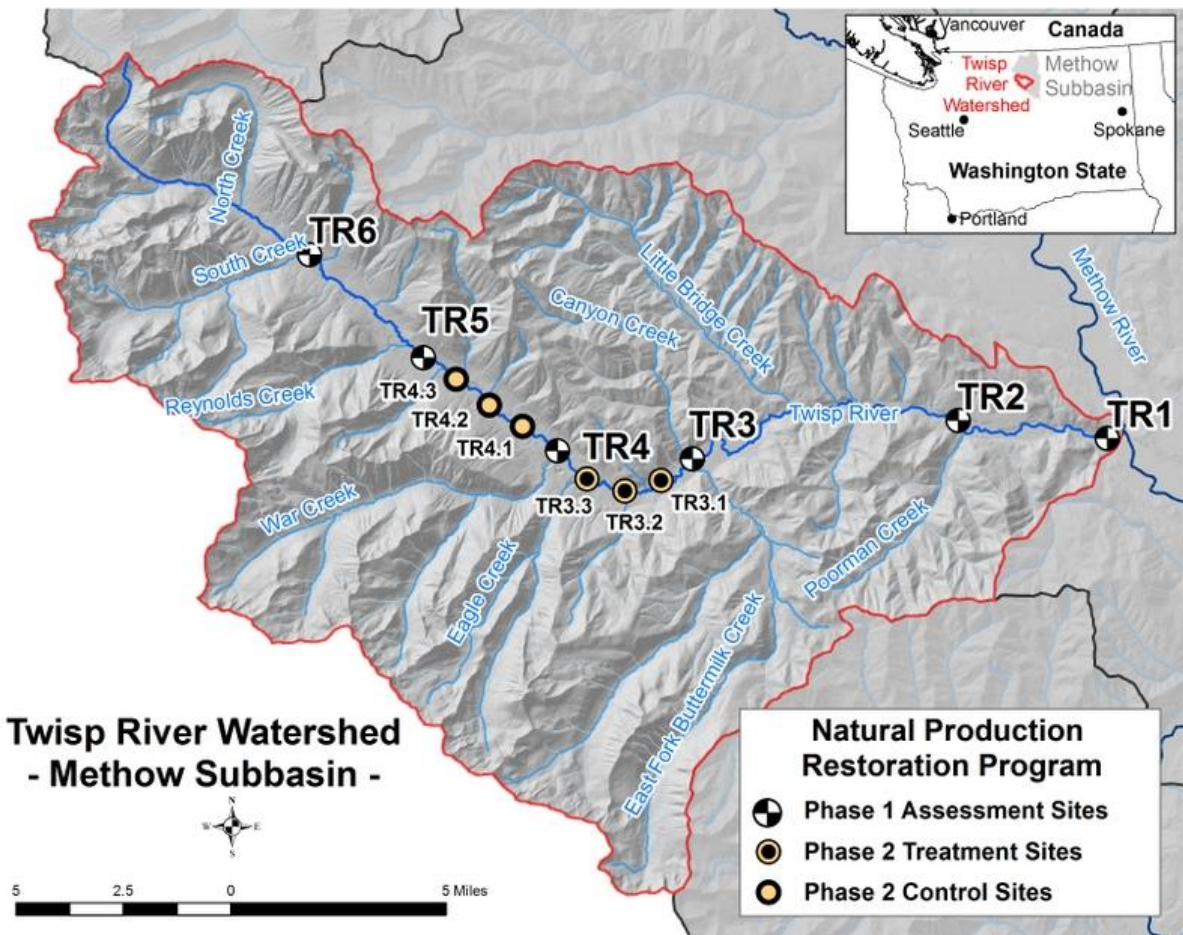 Vancouver
Canada
Twisp
River
Watershed
Methow
Subbasin
Seattle
Spokane
Washington State
Portland
North Creek
TR6
South Creek
Little Bridge Creek
Methow River
Canyon Creek
TR5
Reynolds Creek
TR4.3
TR4.2
TR4.1
TR4
TR3
Twisp River
TR2
TR1
War Creek
TR3.3
TR3.2
TR3.1
Eagle Creek
Poorman Creek
East Fork Buttermilk Creek
Twisp River Watershed
- Methow Subbasin -
N
W
E
S
5
2.5
0
5 Miles
Natural Production
Restoration Program
Phase 1 Assessment Sites
Phase 2 Treatment Sites
Phase 2 Control Sites